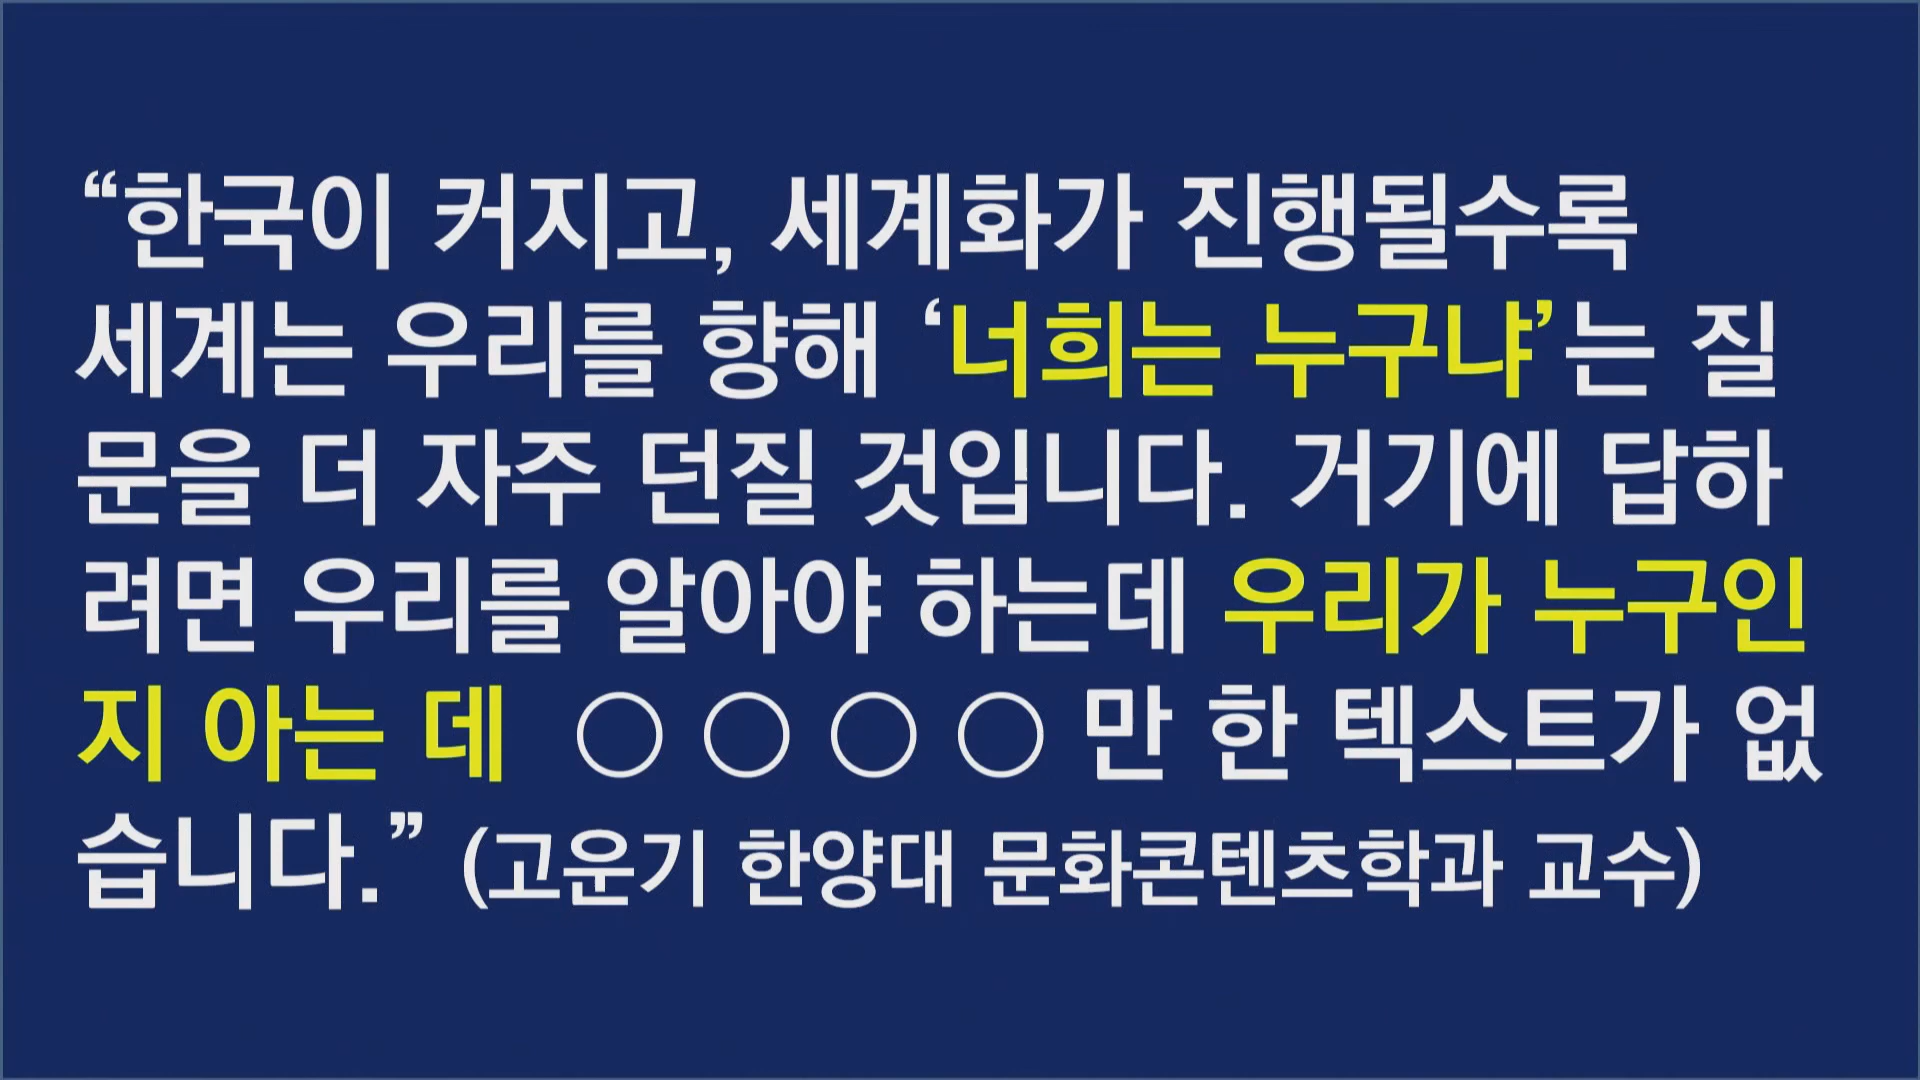 “한국이 커지고, 세계화가 진행될수록
세계는 우리를 향해 ‘너희는 누구냐’는 질
문을 더 자주 던질 것입니다. 거기에 답하
려면 우리를 알아야 하는데 우리가 누구인
지 아는 데 ○ ○ ○ ○ 만 한 텍스트가 없
습니다.” (고운기 한양대 문화콘텐츠학과 교수)